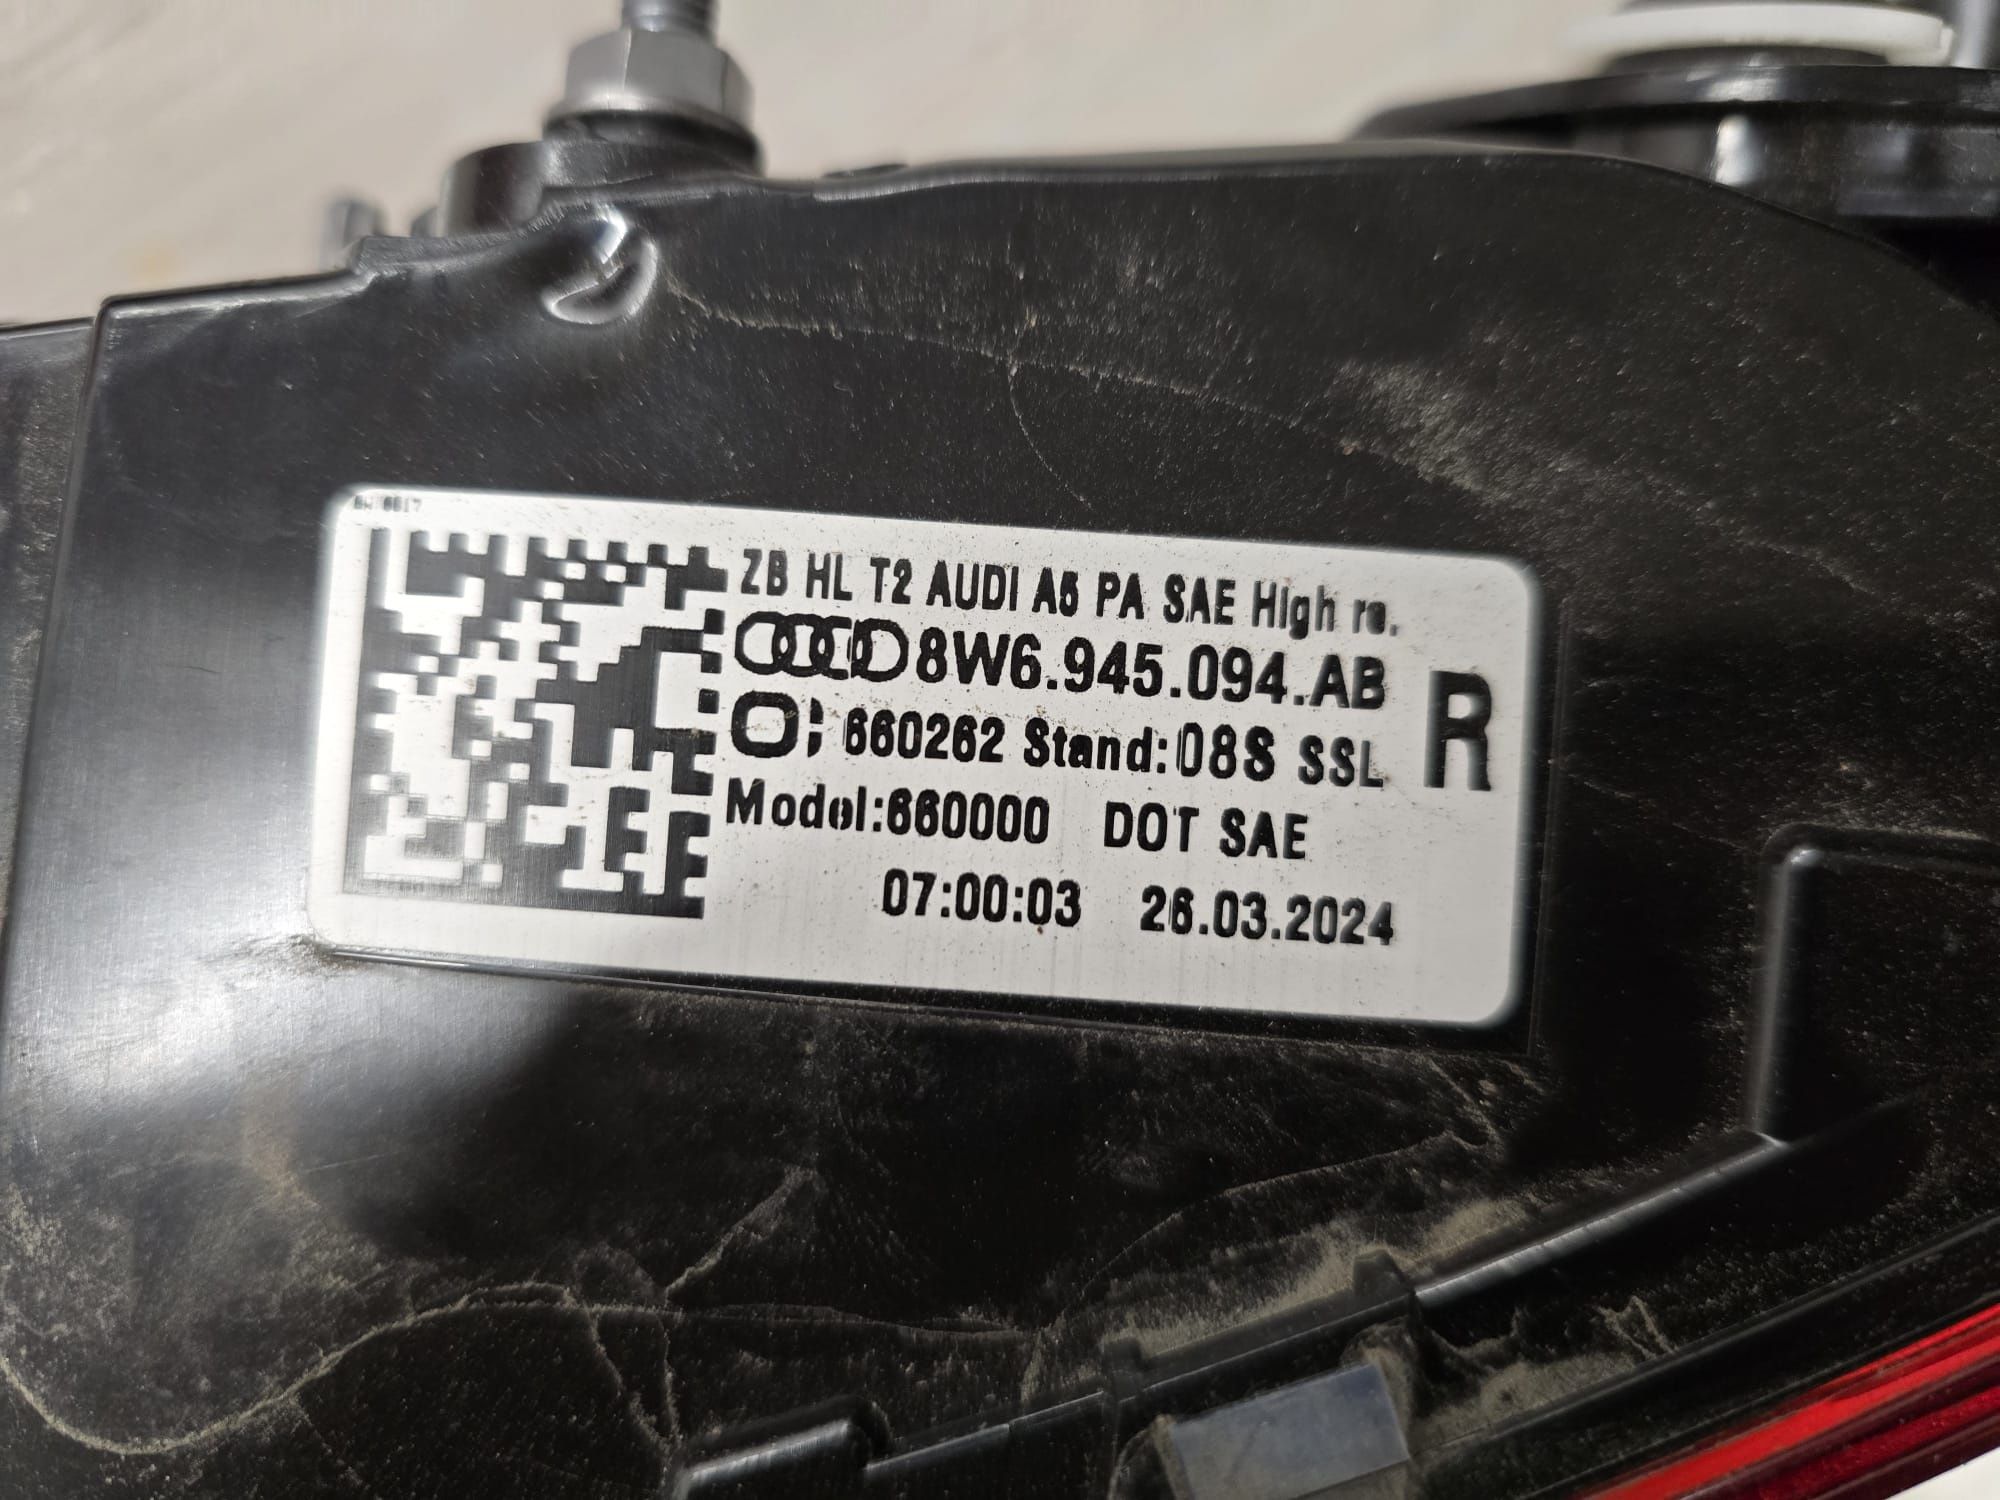 ZB HL T2 AUDI A5 PA SAE High re.
8W6.945.094.AB
R
660262 Stand:08S SSL
Model:660000 DOT SAE
07:00:03 26.03.2024